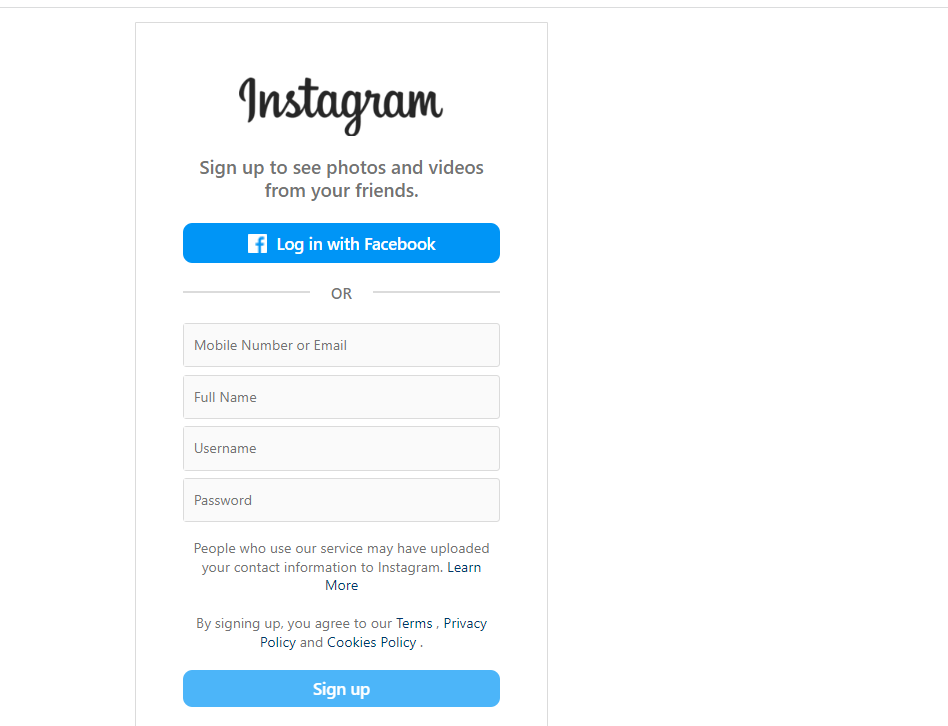 Instagram
Sign up to see photos and videos
from your friends.
Log in with Facebook
OR
Mobile Number or Email
Full Name
Username
Password
People who use our service may have uploaded
your contact information to Instagram. Learn
More
By signing up, you agree to our Terms , Privacy
Policy and Cookies Policy .
Sign up